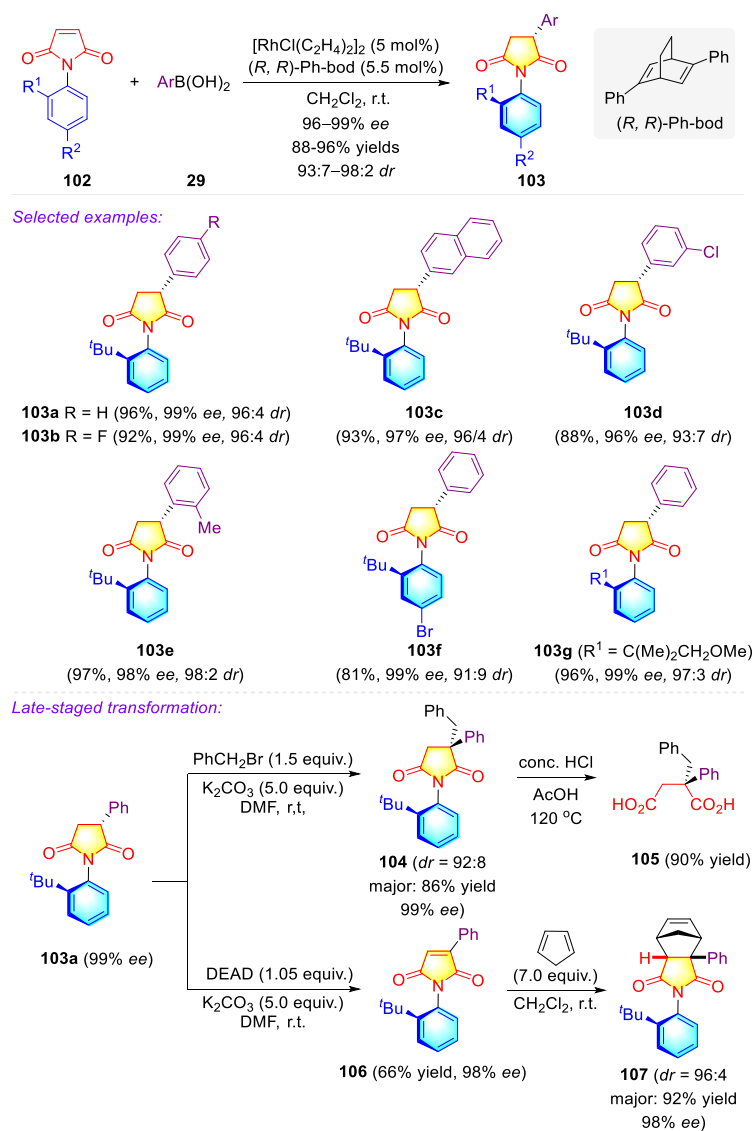 O N O
R¹
R²
102
+
ArB(OH)₂
29
[RhCl(C₂H₄)₂]₂ (5 mol%)
(R, R)-Ph-bod (5.5 mol%)
CH₂Cl₂, r.t.
96–99% ee
88-96% yields
93:7–98:2 dr
Ar
O N O
R¹
R²
103
Ph
Ph
(R, R)-Ph-bod
Selected examples:
R
O N O
ᵗBu
103a R = H (96%, 99% ee, 96:4 dr)
103b R = F (92%, 99% ee, 96:4 dr)
O N O
ᵗBu
103c
(93%, 97% ee, 96/4 dr)
Cl
O N O
ᵗBu
103d
(88%, 96% ee, 93:7 dr)
Me
O N O
ᵗBu
103e
(97%, 98% ee, 98:2 dr)
O N O
ᵗBu
Br
103f
(81%, 99% ee, 91:9 dr)
O N O
R¹
103g (R¹ = C(Me)₂CH₂OMe)
(96%, 99% ee, 97:3 dr)
Late-staged transformation:
Ph
O N O
ᵗBu
103a (99% ee)
PhCH₂Br (1.5 equiv.)
K₂CO₃ (5.0 equiv.)
DMF, r,t,
Ph
Ph
O N O
ᵗBu
104 (dr = 92:8
major: 86% yield
99% ee)
conc. HCl
AcOH
120 °C
Ph
Ph
HO₂C CO₂H
105 (90% yield)
DEAD (1.05 equiv.)
K₂CO₃ (5.0 equiv.)
DMF, r.t.
Ph
O N O
ᵗBu
106 (66% yield, 98% ee)
(7.0 equiv.)
CH₂Cl₂, r.t.
H Ph
O N O
ᵗBu
107 (dr = 96:4
major: 92% yield
98% ee)